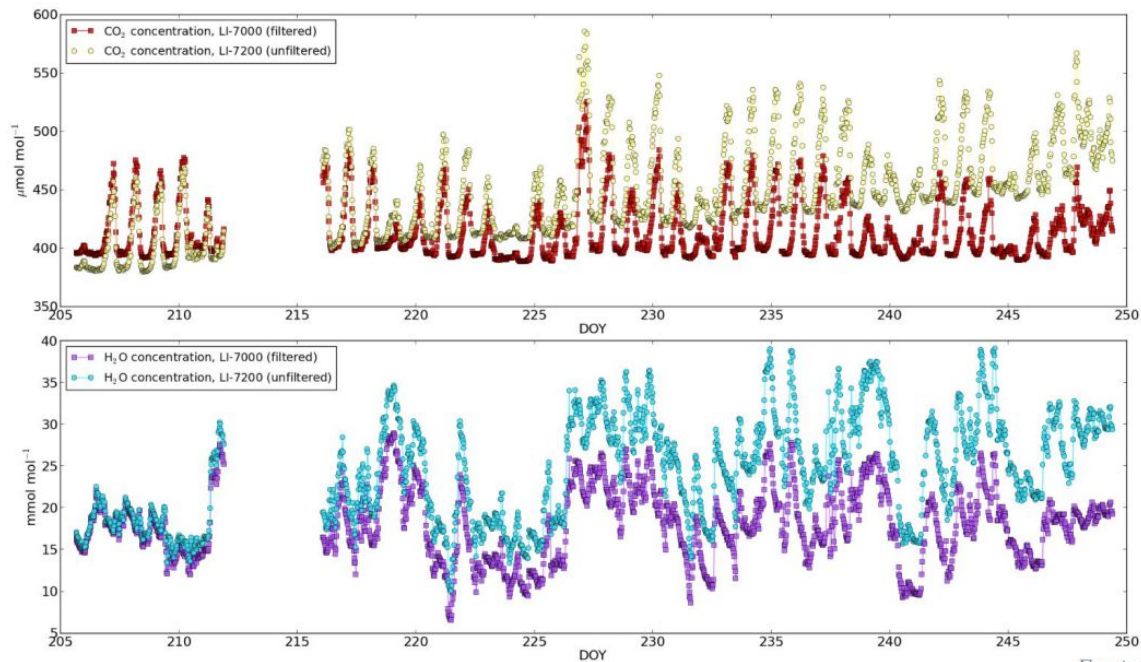 600
CO₂ concentration, LI-7000 (filtered)
CO₂ concentration, LI-7200 (unfiltered)
550
500
μmol mol⁻¹
450
400
350
205 210 215 220 225 230 235 240 245 250
DOY
40
H₂O concentration, LI-7000 (filtered)
H₂O concentration, LI-7200 (unfiltered)
35
30
25
mmol mol⁻¹
20
15
10
5
205 210 215 220 225 230 235 240 245 250
DOY